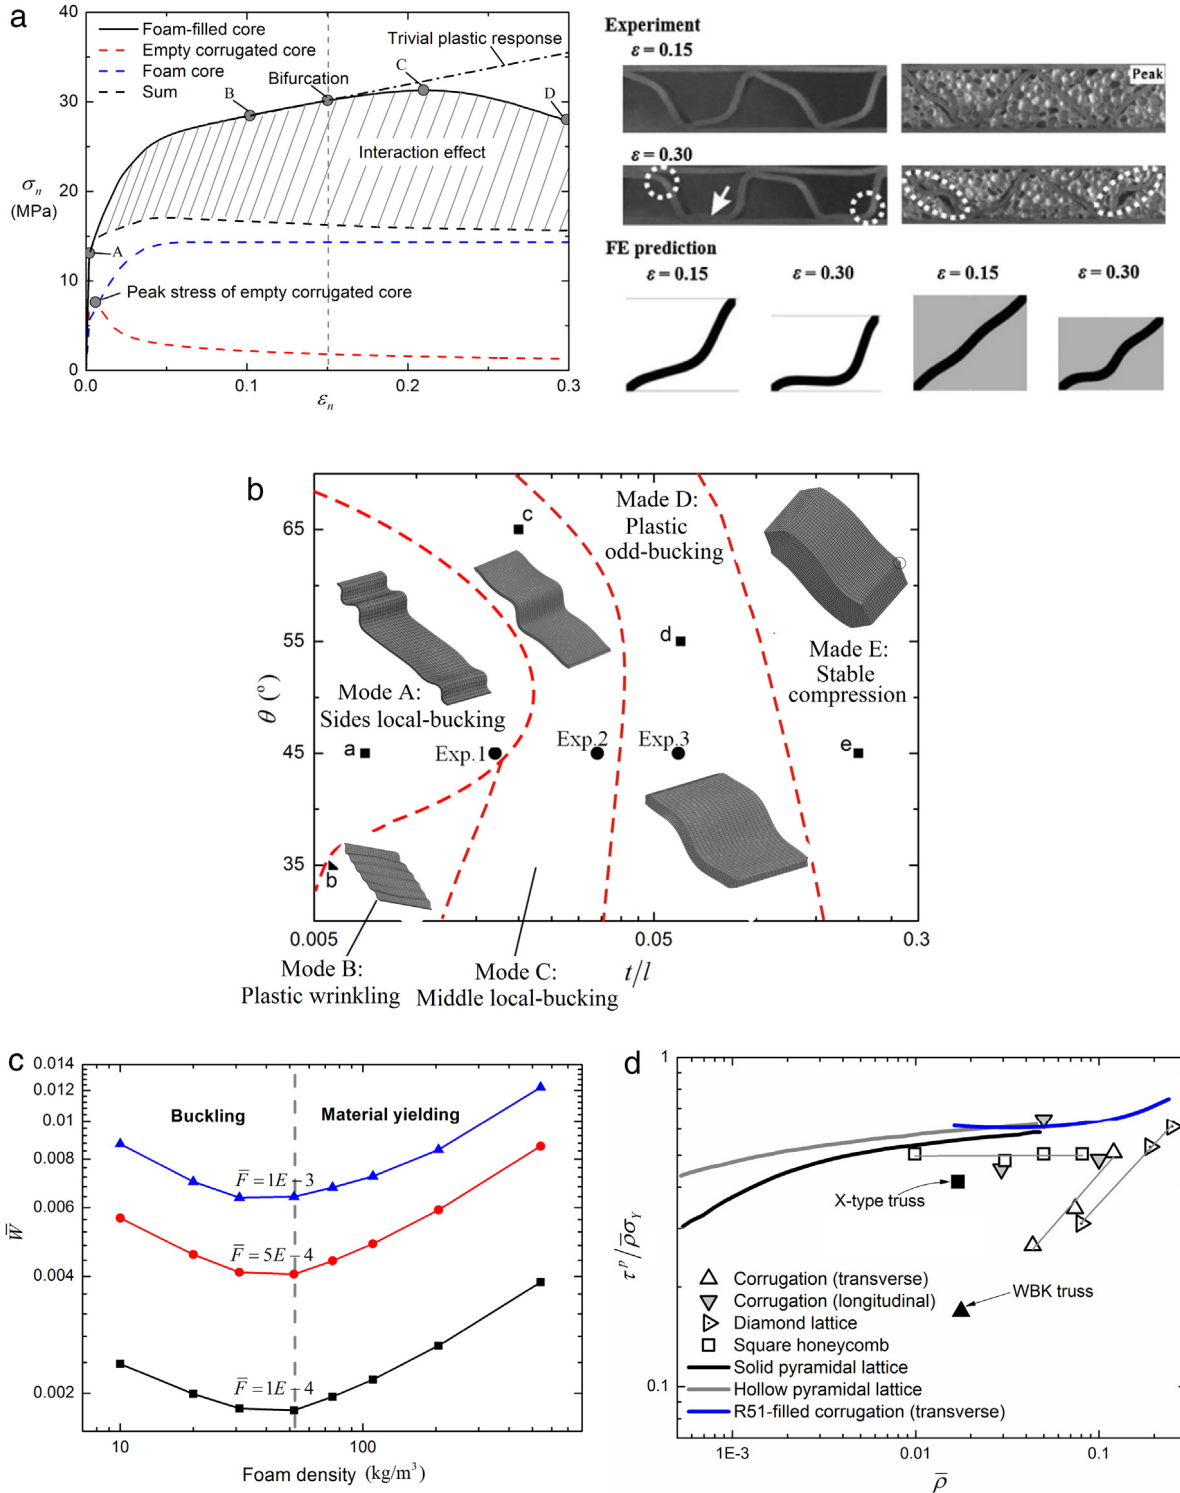 a
Foam-filled core
Empty corrugated core
Foam core
Sum
Trivial plastic response
Bifurcation
A
B
C
D
Interaction effect
Peak stress of empty corrugated core
σn
(MPa)
40
30
20
10
0
0.0
0.1
0.2
0.3
εn
Experiment
ε = 0.15
Peak
ε = 0.30
FE prediction
ε = 0.15
ε = 0.30
ε = 0.15
ε = 0.30
b
Made D:
Plastic
odd-bucking
Made E:
Stable
compression
Mode A:
Sides local-bucking
Mode B:
Plastic wrinkling
Mode C:
Middle local-bucking
a
b
c
d
e
Exp.1
Exp.2
Exp.3
θ (°)
65
55
45
35
0.005
0.05
0.3
t/l
c
Buckling
Material yielding
F̅ = 1E − 3
F̅ = 5E − 4
F̅ = 1E − 4
W̅
0.014
0.010
0.008
0.006
0.004
0.002
10
100
Foam density (kg/m³)
d
X-type truss
WBK truss
Corrugation (transverse)
Corrugation (longitudinal)
Diamond lattice
Square honeycomb
Solid pyramidal lattice
Hollow pyramidal lattice
R51-filled corrugation (transverse)
τᵖ/ρ̅σY
1
0.1
1E-3
0.01
0.1
ρ̅